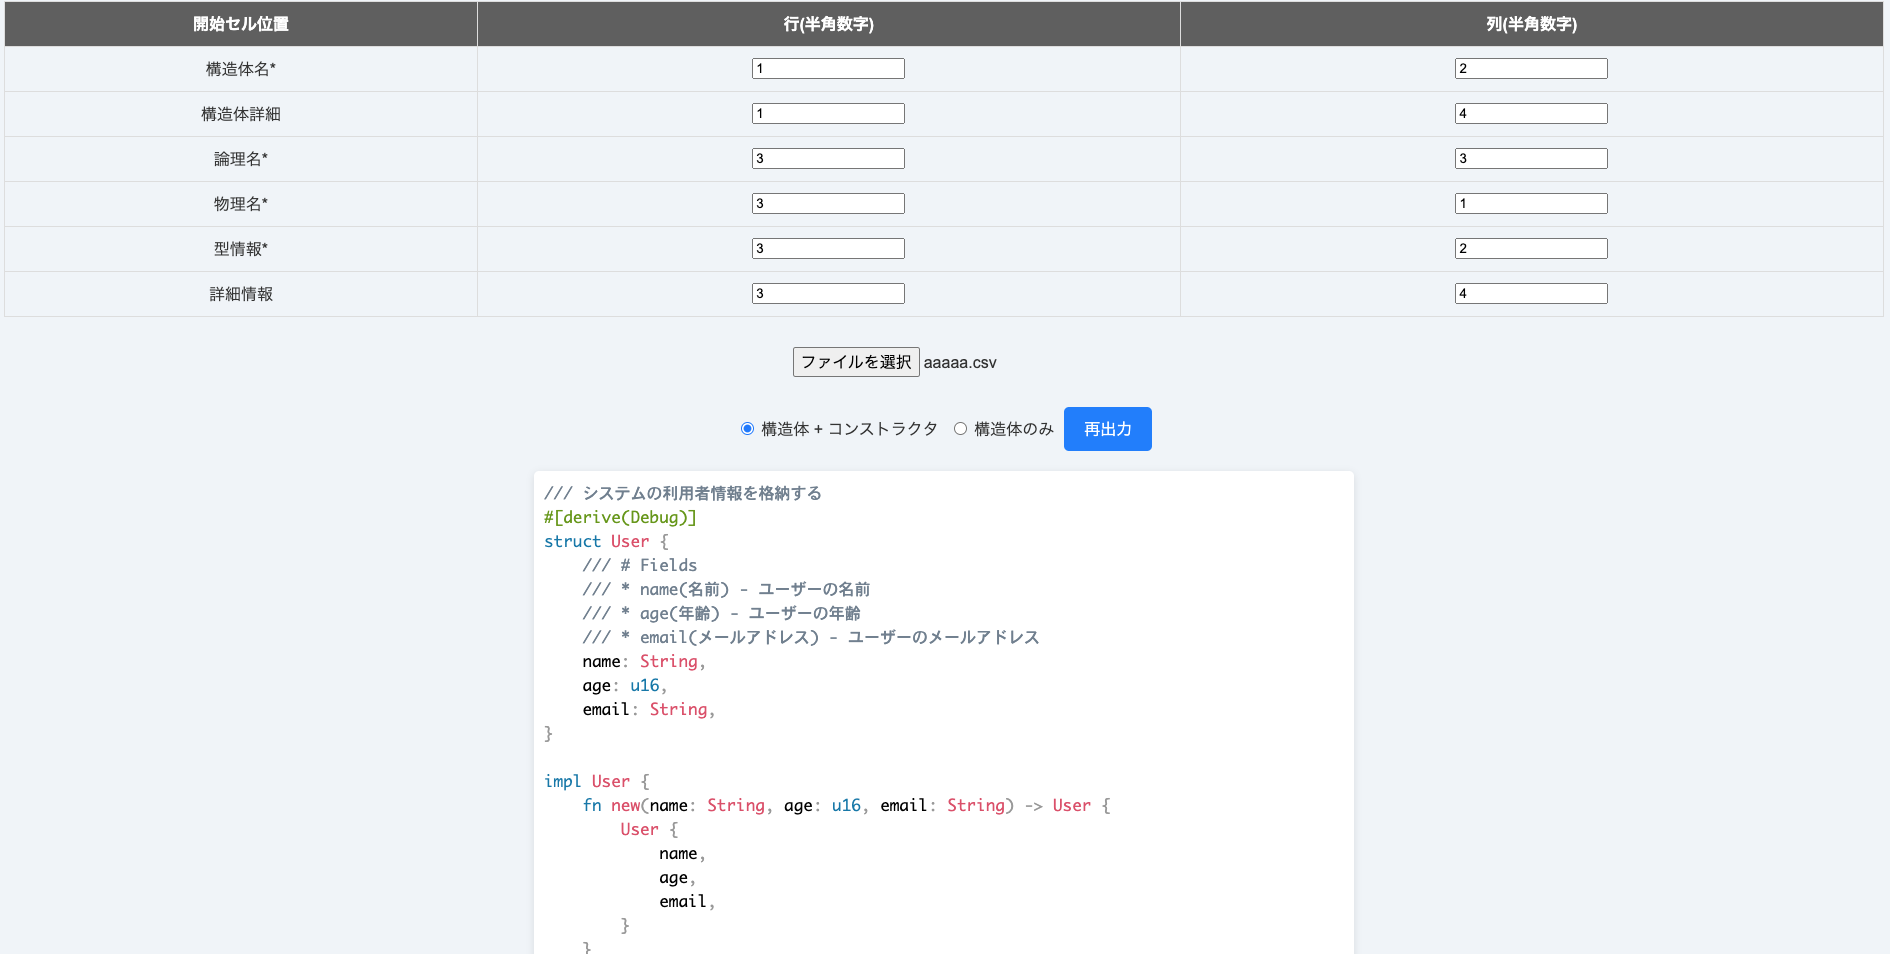 開始セル位置 行(半角数字) 列(半角数字)
構造体名* 1 2
構造体詳細 1 4
論理名* 3 3
物理名* 3 1
型情報* 3 2
詳細情報 3 4
ファイルを選択 aaaaa.csv
構造体 + コンストラクタ 構造体のみ 再出力
/// システムの利用者情報を格納する
#[derive(Debug)]
struct User {
    /// # Fields
    /// * name(名前) - ユーザーの名前
    /// * age(年齢) - ユーザーの年齢
    /// * email(メールアドレス) - ユーザーのメールアドレス
    name: String,
    age: u16,
    email: String,
}
impl User {
    fn new(name: String, age: u16, email: String) -> User {
        User {
            name,
            age,
            email,
        }
    }